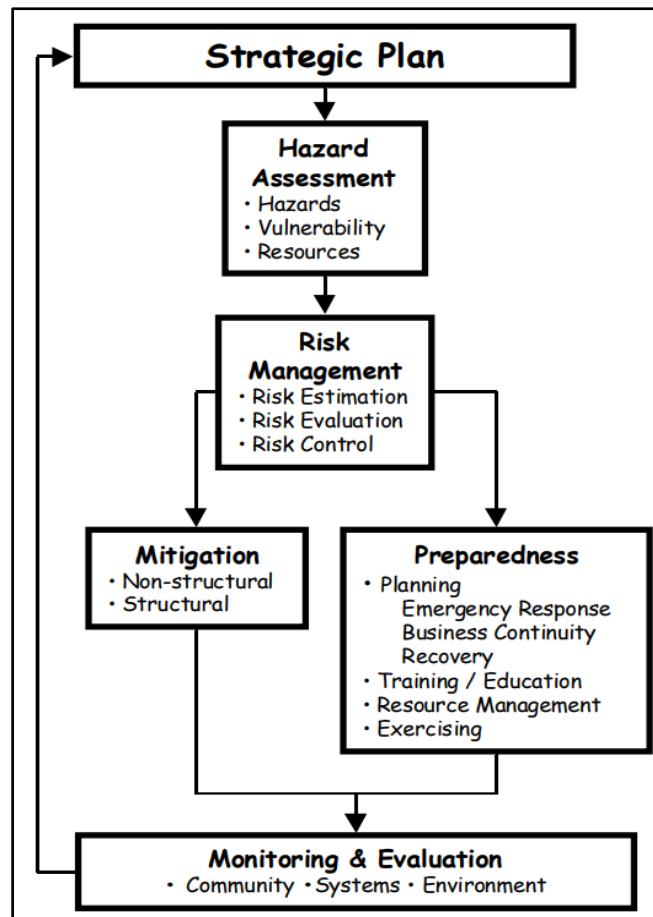 Strategic Plan
Hazard
Assessment
· Hazards
· Vulnerability
· Resources
Risk
Management
· Risk Estimation
· Risk Evaluation
· Risk Control
Mitigation
· Non-structural
· Structural
Preparedness
· Planning
Emergency Response
Business Continuity
Recovery
· Training / Education
· Resource Management
· Exercising
Monitoring & Evaluation
· Community · Systems · Environment